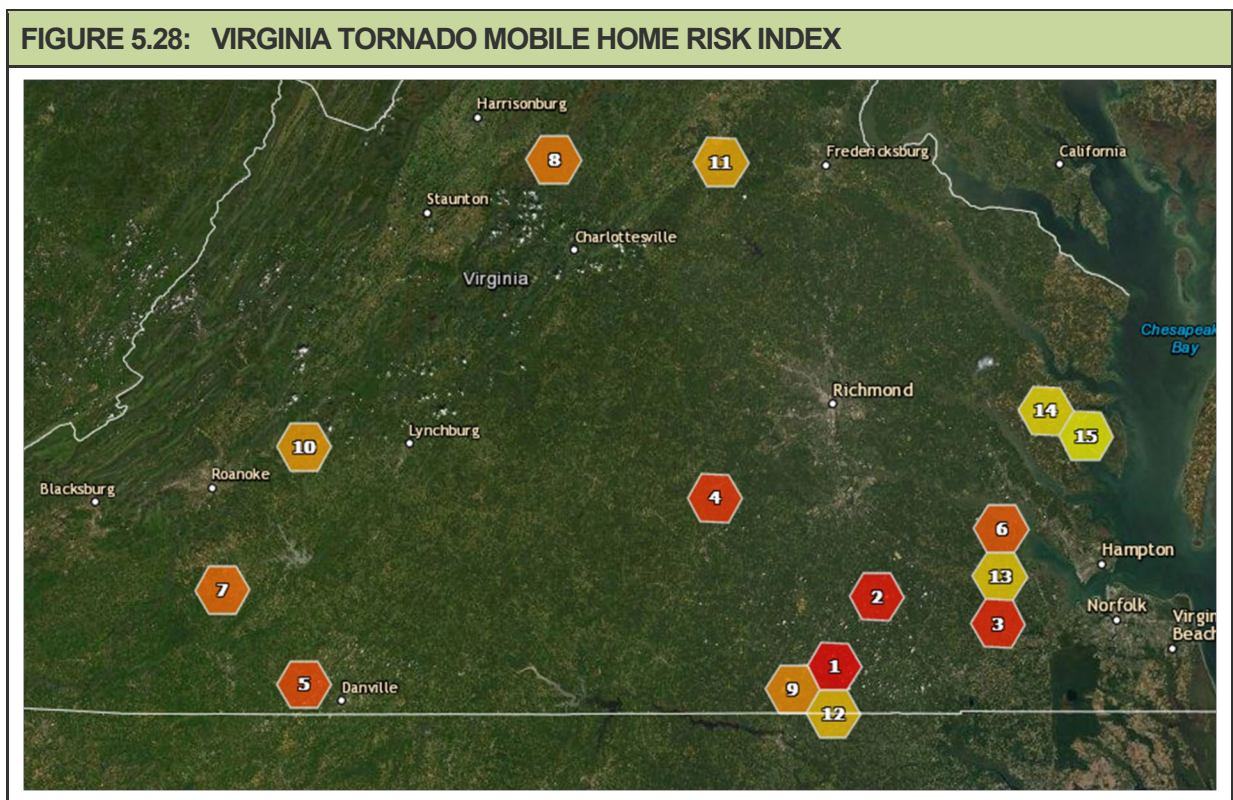 FIGURE 5.28: VIRGINIA TORNADO MOBILE HOME RISK INDEX
Harrisonburg
8
11
Fredericksburg
California
Staunton
Charlottesville
Virginia
Chesapeak
Bay
Richmond
14
15
Lynchburg
10
Roanoke
Blacksburg
4
6
Hampton
13
7
2
Norfolk
3
Virgin
Beach
1
5
Danville
9
12